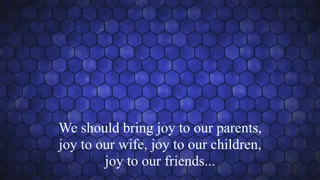 We should bring joy to our parents,
joy to our wife, joy to our children,
joy to our friends...